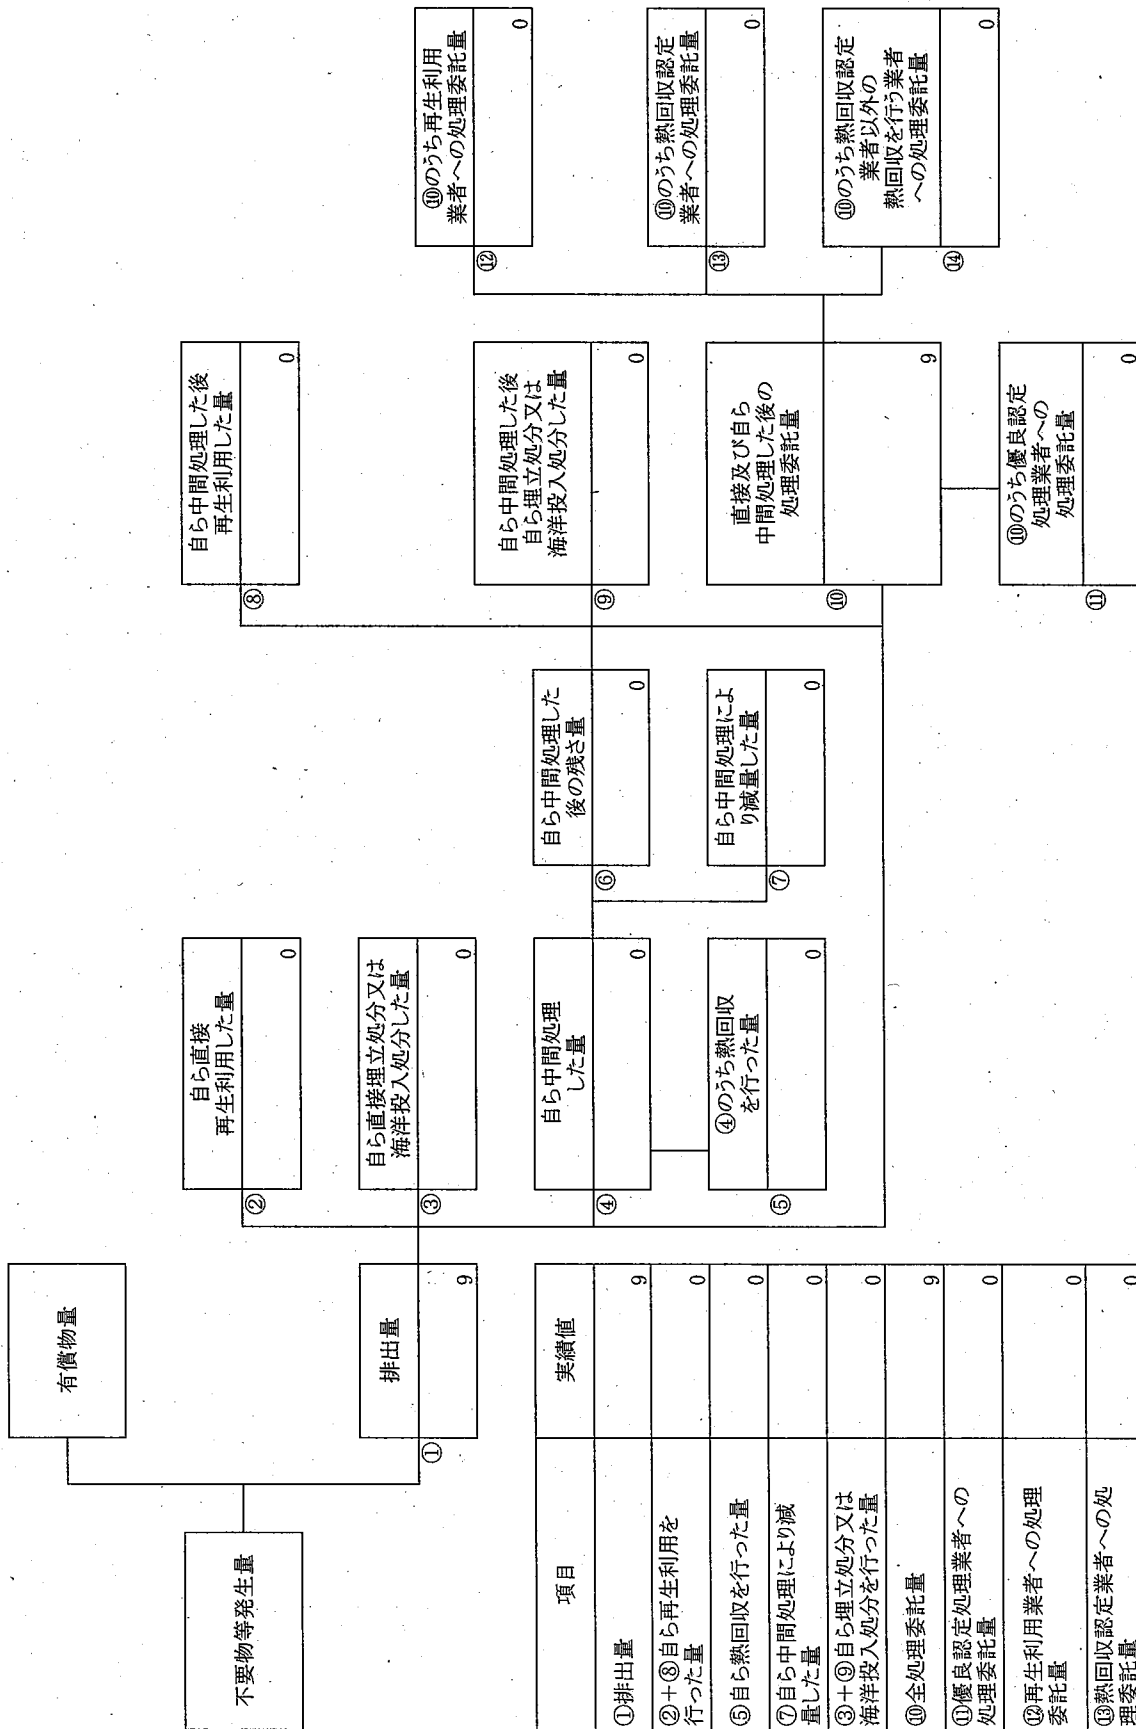 不要物等発生量
有償物量
①
排出量
9
②
自ら直接
再生利用した量
0
③
自ら直接埋立処分又は
海洋投入処分した量
0
④
自ら中間処理
した量
0
⑤
④のうち熱回収
を行った量
0
⑥
自ら中間処理した
後の残さ量
0
⑦
自ら中間処理によ
り減量した量
0
⑧
自ら中間処理した後
再生利用した量
0
⑨
自ら中間処理した後
自ら埋立処分又は
海洋投入処分した量
0
⑩
直接及び自ら
中間処理した後の
処理委託量
9
⑪
⑩のうち優良認定
処理業者への
処理委託量
0
⑫
⑩のうち再生利用
業者への処理委託量
0
⑬
⑩のうち熱回収認定
業者への処理委託量
0
⑭
⑩のうち熱回収認定
業者以外の
熱回収を行う業者
への処理委託量
0
項目
実績値
①排出量
9
②+⑧自ら再生利用を
行った量
0
⑤自ら熱回収を行った量
0
⑦自ら中間処理により減
量した量
0
③+⑨自ら埋立処分又は
海洋投入処分を行った量
0
⑩全処理委託量
9
⑪優良認定処理業者への
処理委託量
0
⑫再生利用業者への処理
委託量
0
⑬熱回収認定業者への処
理委託量
0